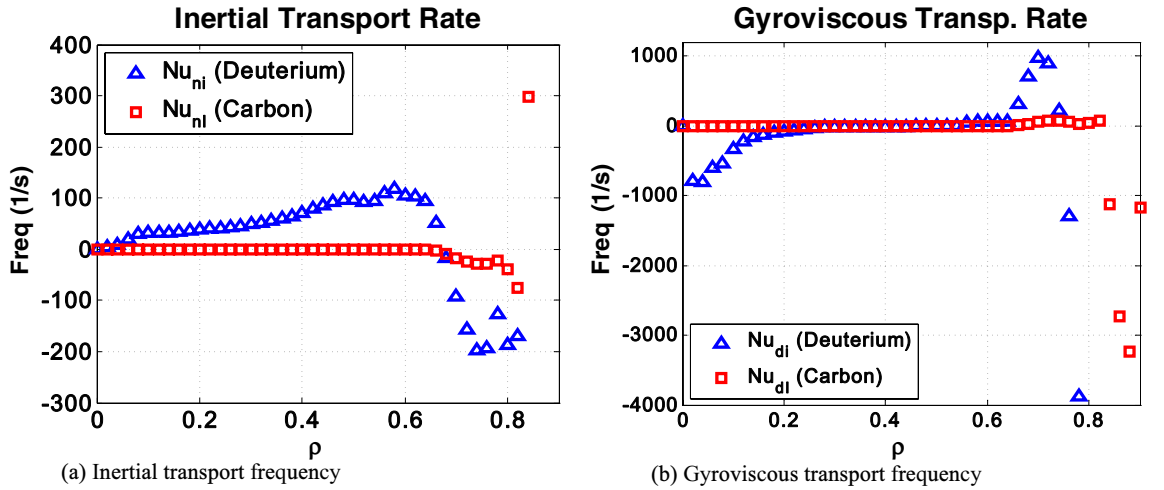 Inertial Transport Rate
400
300
200
100
0
-100
-200
-300
Freq (1/s)
Nu_ni (Deuterium)
Nu_nI (Carbon)
0 0.2 0.4 0.6 0.8
ρ
(a) Inertial transport frequency
Gyroviscous Transp. Rate
1000
0
-1000
-2000
-3000
-4000
Freq (1/s)
Nu_di (Deuterium)
Nu_dI (Carbon)
0 0.2 0.4 0.6 0.8
ρ
(b) Gyroviscous transport frequency